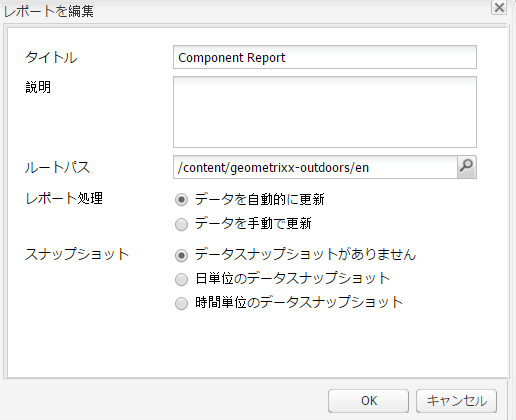 レポートを編集
タイトル
Component Report
説明
ルートパス
/content/geometrixx-outdoors/en
レポート処理
データを自動的に更新
データを手動で更新
スナップショット
データスナップショットがありません
日単位のデータスナップショット
時間単位のデータスナップショット
OK
キャンセル